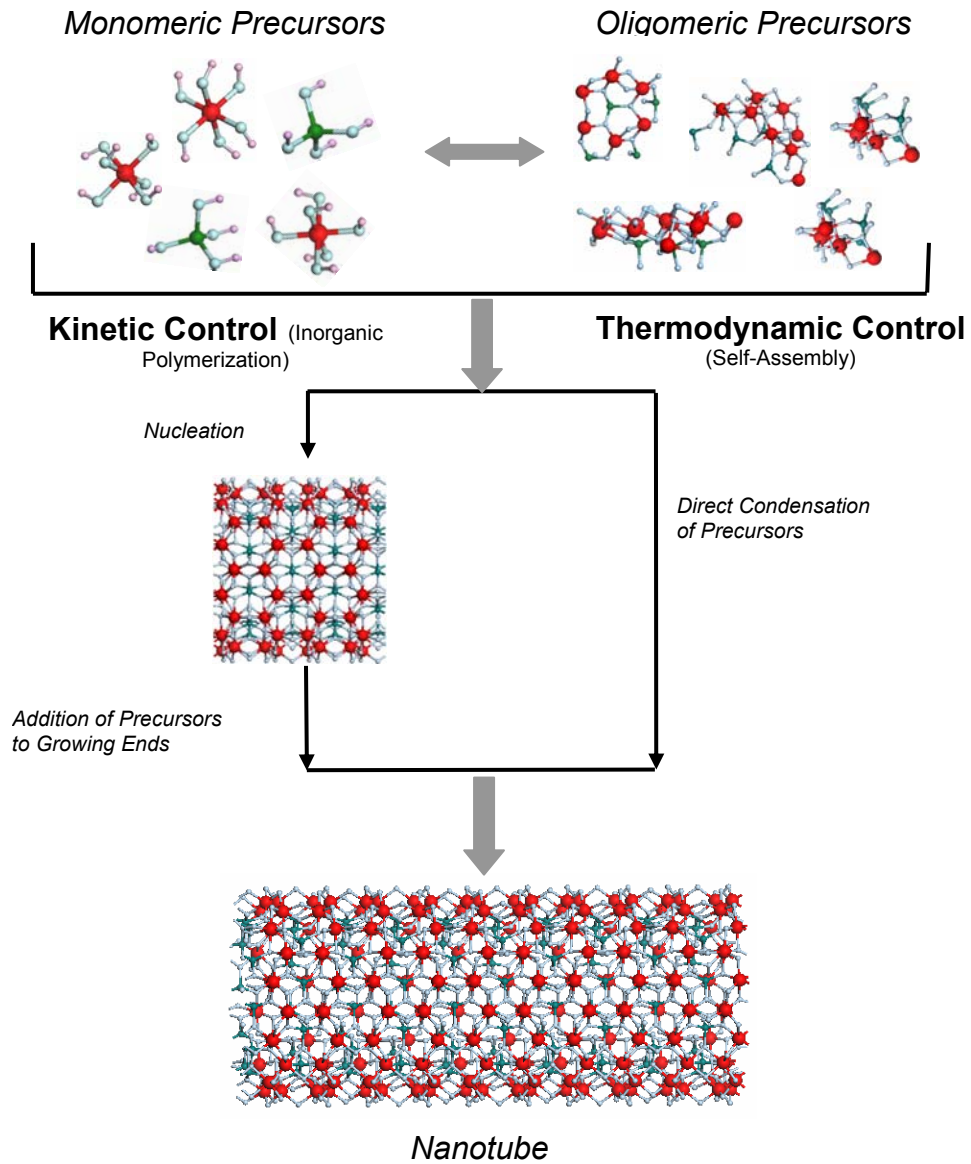 Monomeric Precursors
Oligomeric Precursors
Kinetic Control (Inorganic
Polymerization)
Thermodynamic Control
(Self-Assembly)
Nucleation
Direct Condensation
of Precursors
Addition of Precursors
to Growing Ends
Nanotube